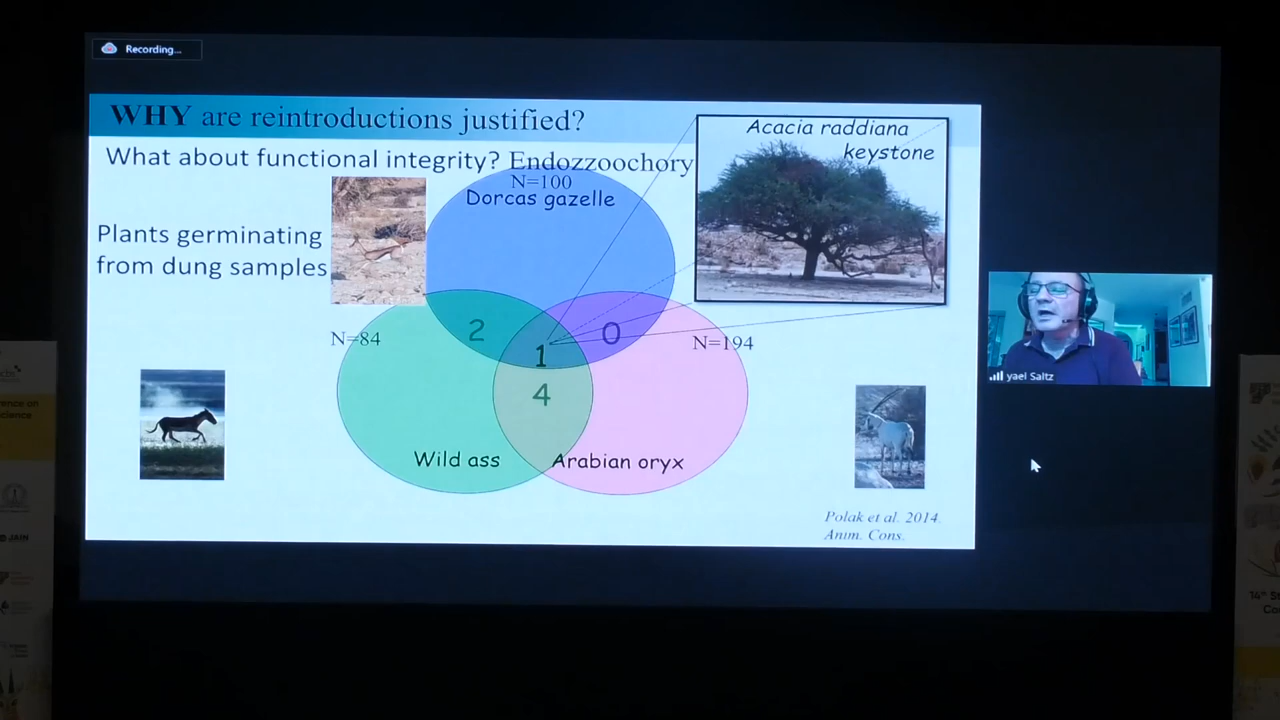 Recording...
WHY are reintroductions justified?
What about functional integrity? Endozzoochory
Acacia raddiana
keystone
N=100
Dorcas gazelle
Plants germinating
from dung samples
N=84
2
0
N=194
1
4
Wild ass
Arabian oryx
Polak et al. 2014.
Anim. Cons.
yael Saltz
JAIN
14th